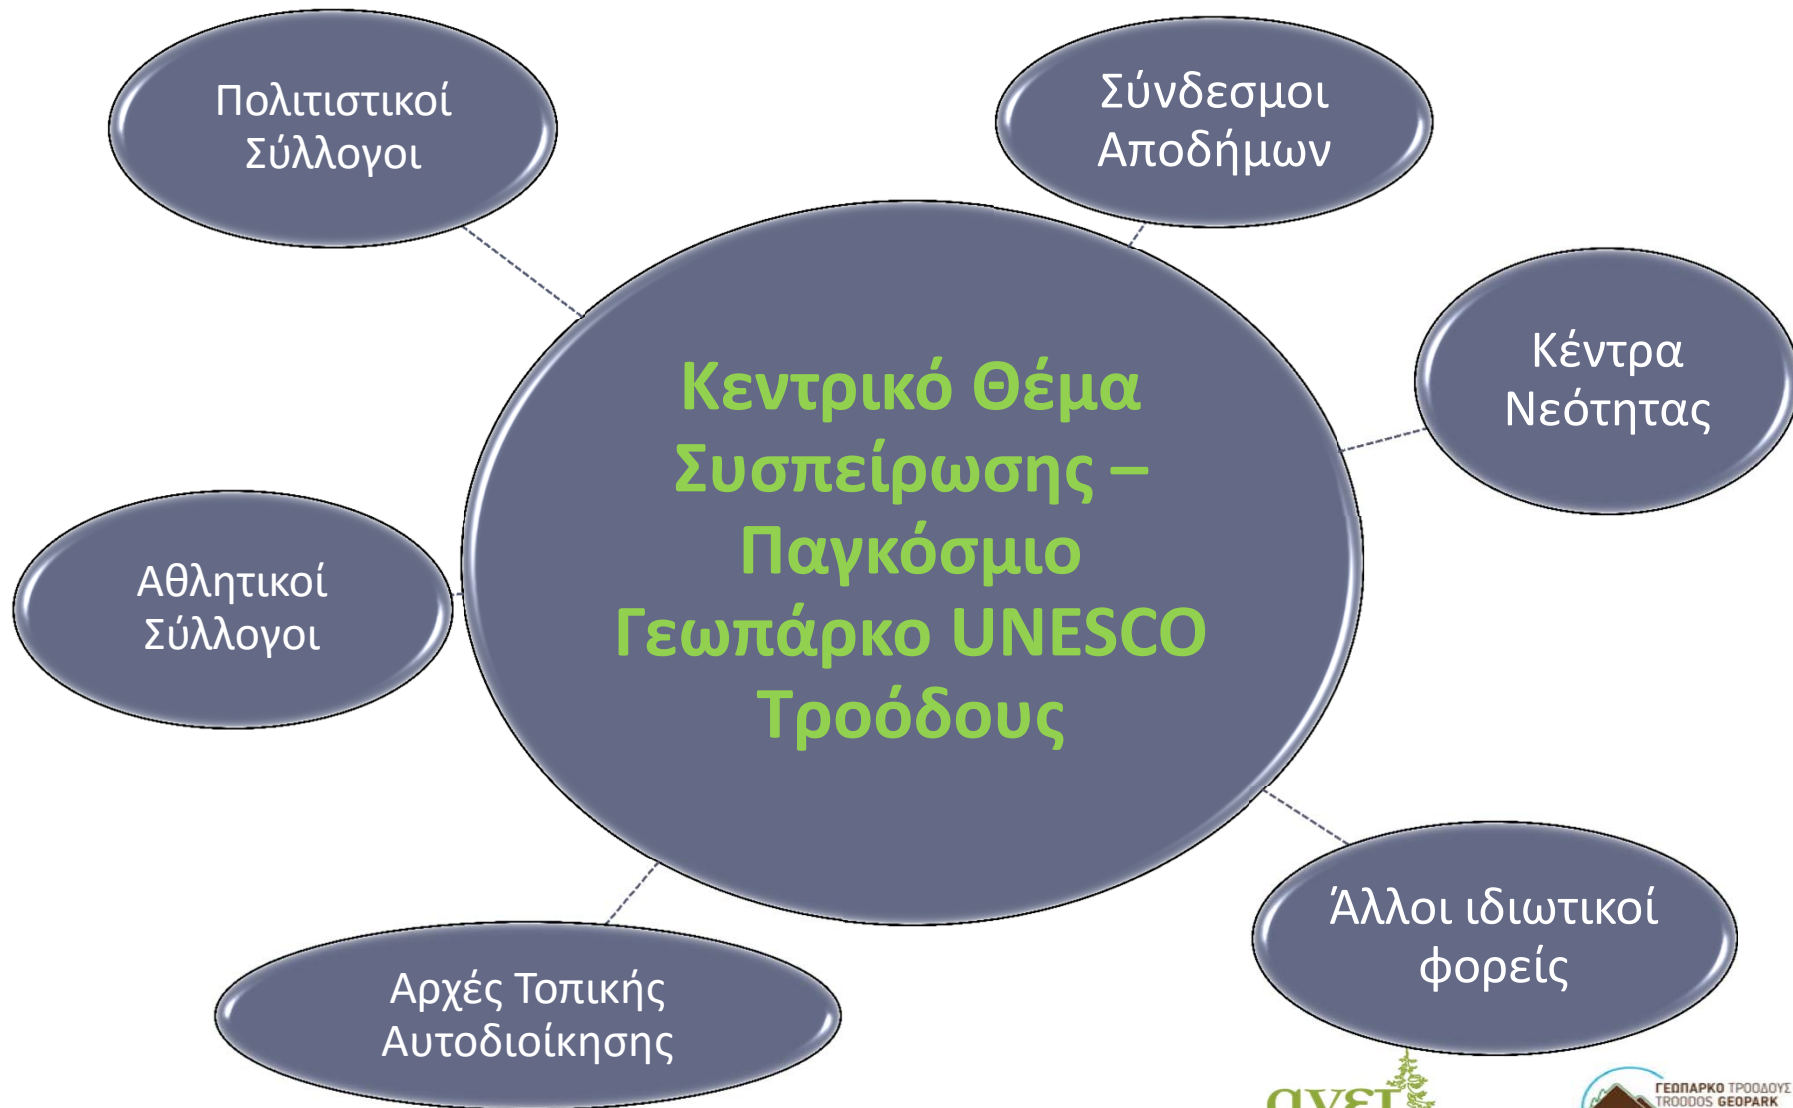 Πολιτιστικοί
Σύλλογοι
Σύνδεσμοι
Αποδήμων
Κέντρα
Νεότητας
Κεντρικό Θέμα
Συσπείρωσης –
Παγκόσμιο
Γεωπάρκο UNESCO
Τροόδους
Αθλητικοί
Σύλλογοι
Άλλοι ιδιωτικοί
φορείς
Αρχές Τοπικής
Αυτοδιοίκησης
ανετ
ΓΕΩΠΑΡΚΟ ΤΡΟΟΔΟΥΣ
TROODOS GEOPARK